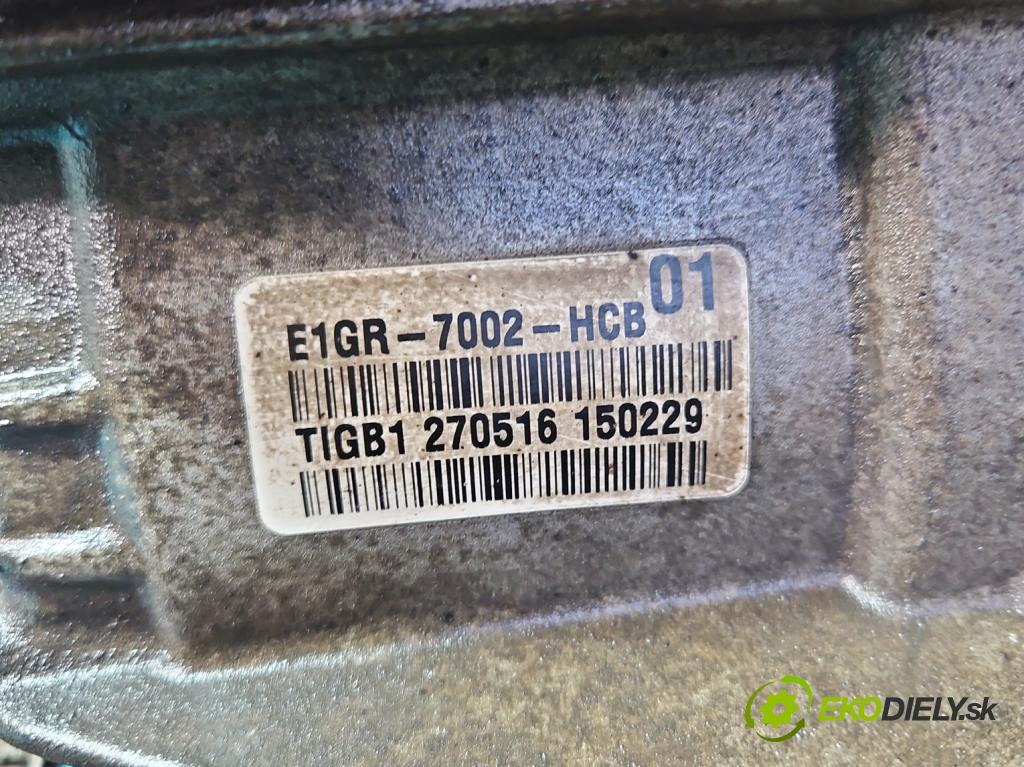 E1GR-7002-HCB 01
TIGB1 270516 150229
EKODIELY.sk